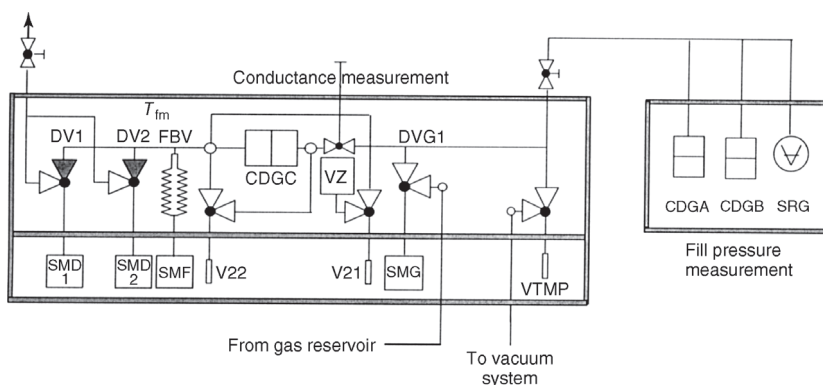 Conductance measurement
Tfm
DV1
DV2
FBV
DVG1
CDGC
VZ
CDGA
CDGB
SRG
Fill pressure
measurement
SMD
1
SMD
2
SMF
V22
V21
SMG
VTMP
From gas reservoir
To vacuum
system